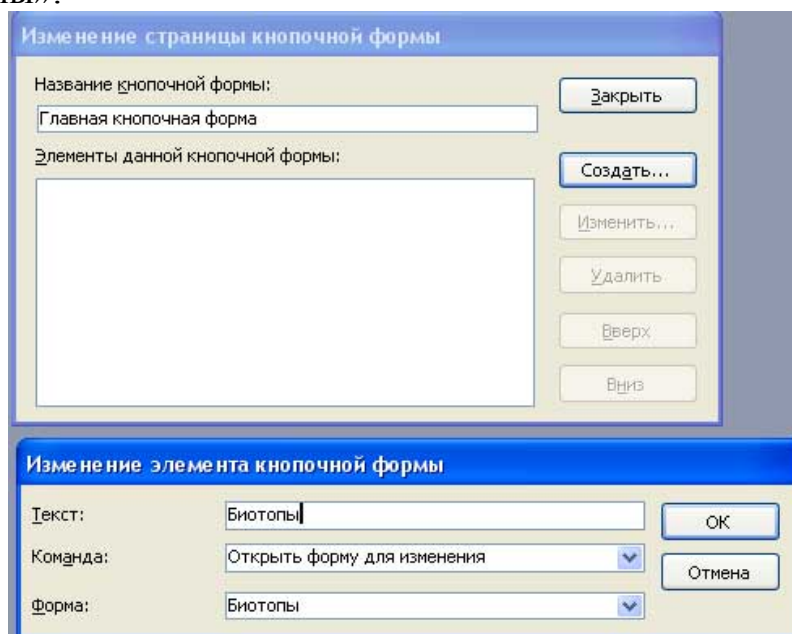 Изменение страницы кнопочной формы
Название кнопочной формы:
Закрыть
Главная кнопочная форма
Элементы данной кнопочной формы:
Создать...
Изменить...
Удалить
Вверх
Вниз
Изменение элемента кнопочной формы
Текст:
Биотопы
ОК
Команда:
Открыть форму для изменения
Отмена
Форма:
Биотопы